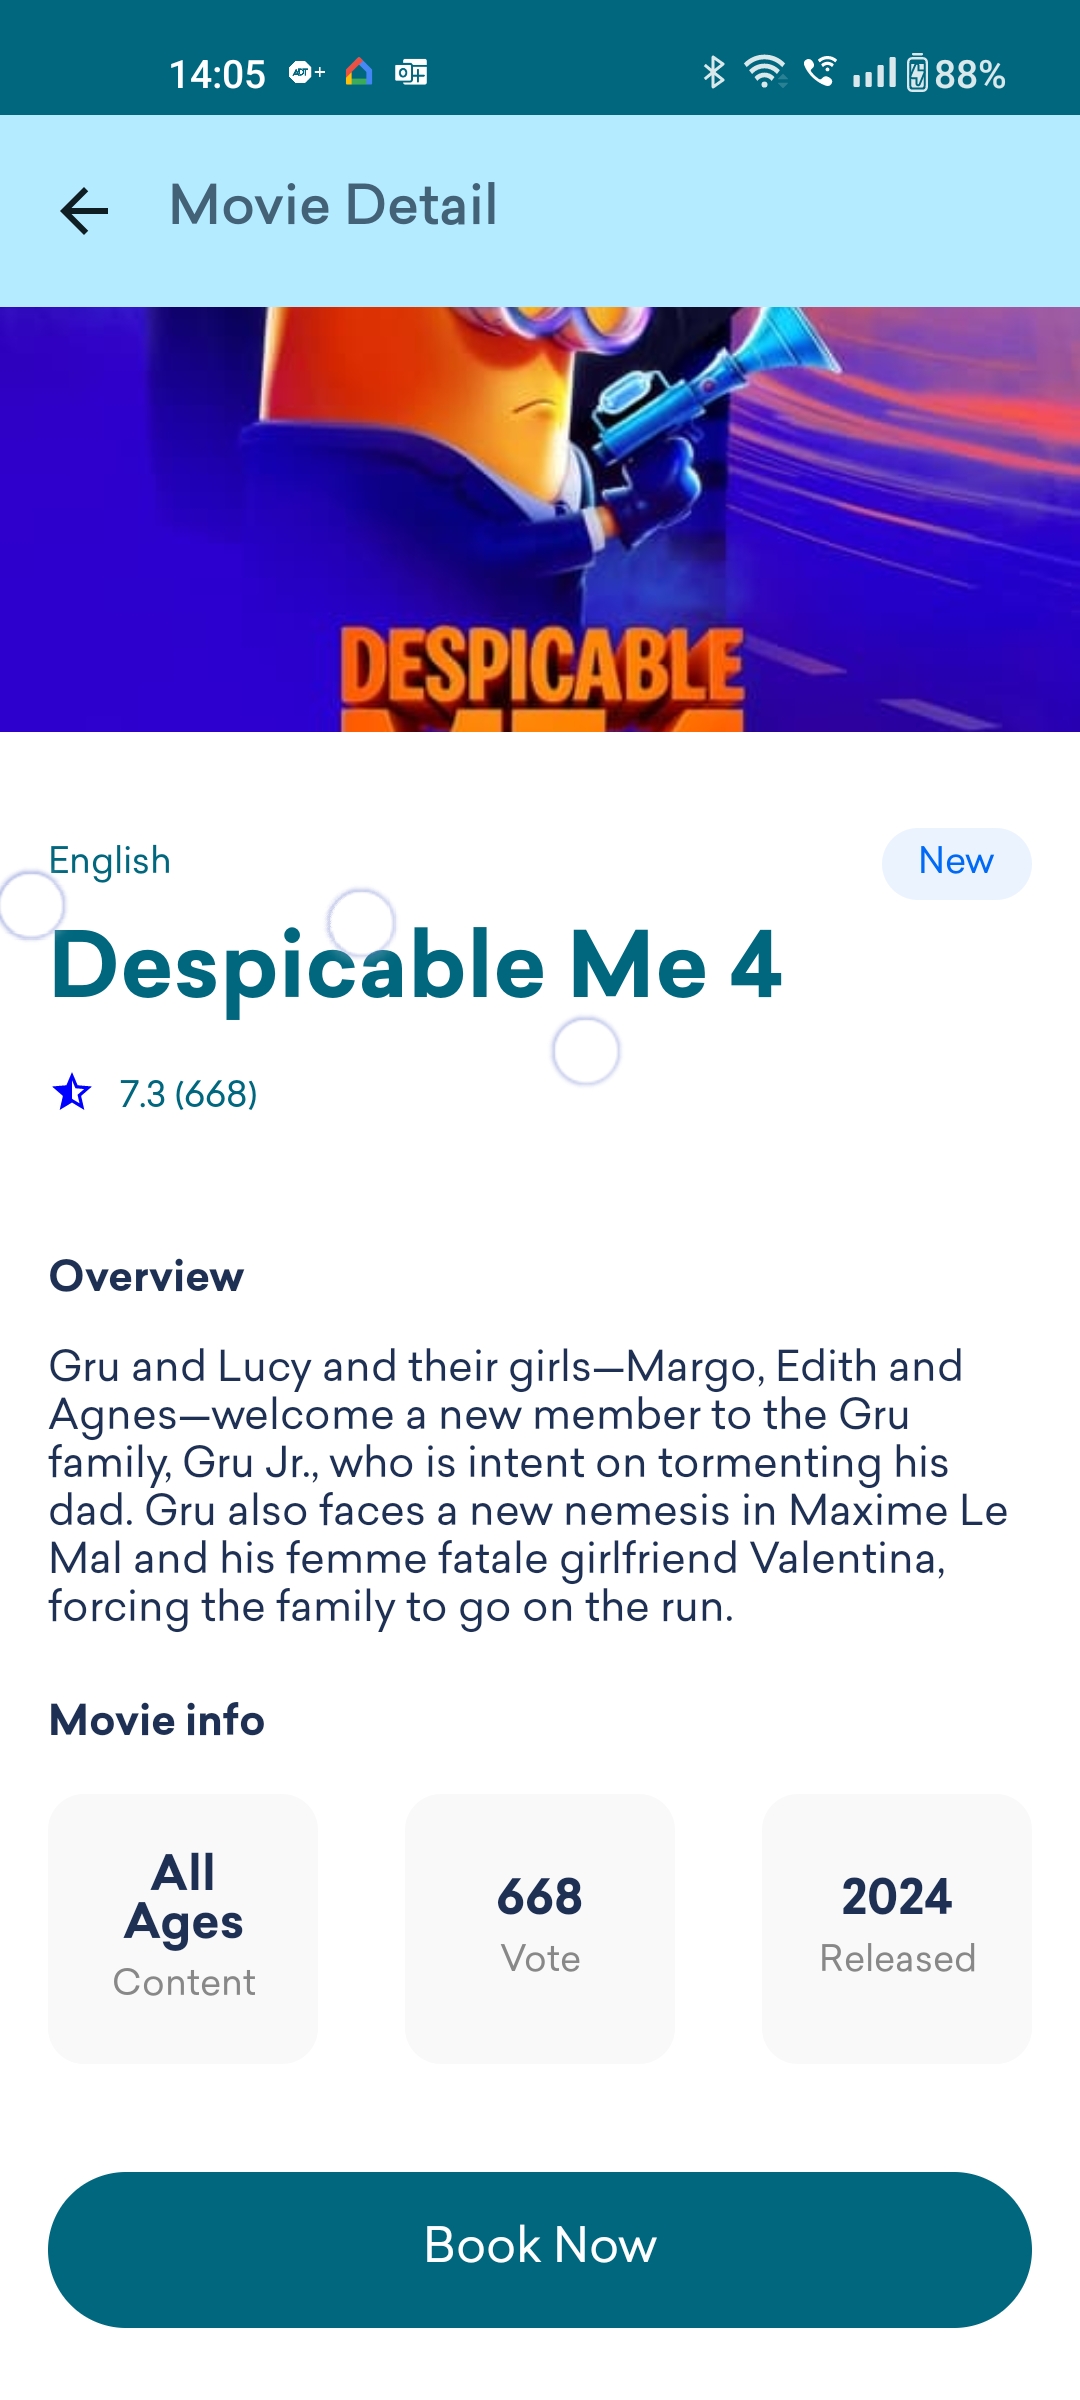 14:05
88%
Movie Detail
DESPICABLE
English
New
Despicable Me 4
7.3 (668)
Overview
Gru and Lucy and their girls—Margo, Edith and
Agnes—welcome a new member to the Gru
family, Gru Jr., who is intent on tormenting his
dad. Gru also faces a new nemesis in Maxime Le
Mal and his femme fatale girlfriend Valentina,
forcing the family to go on the run.
Movie info
All
Ages
Content
668
Vote
2024
Released
Book Now